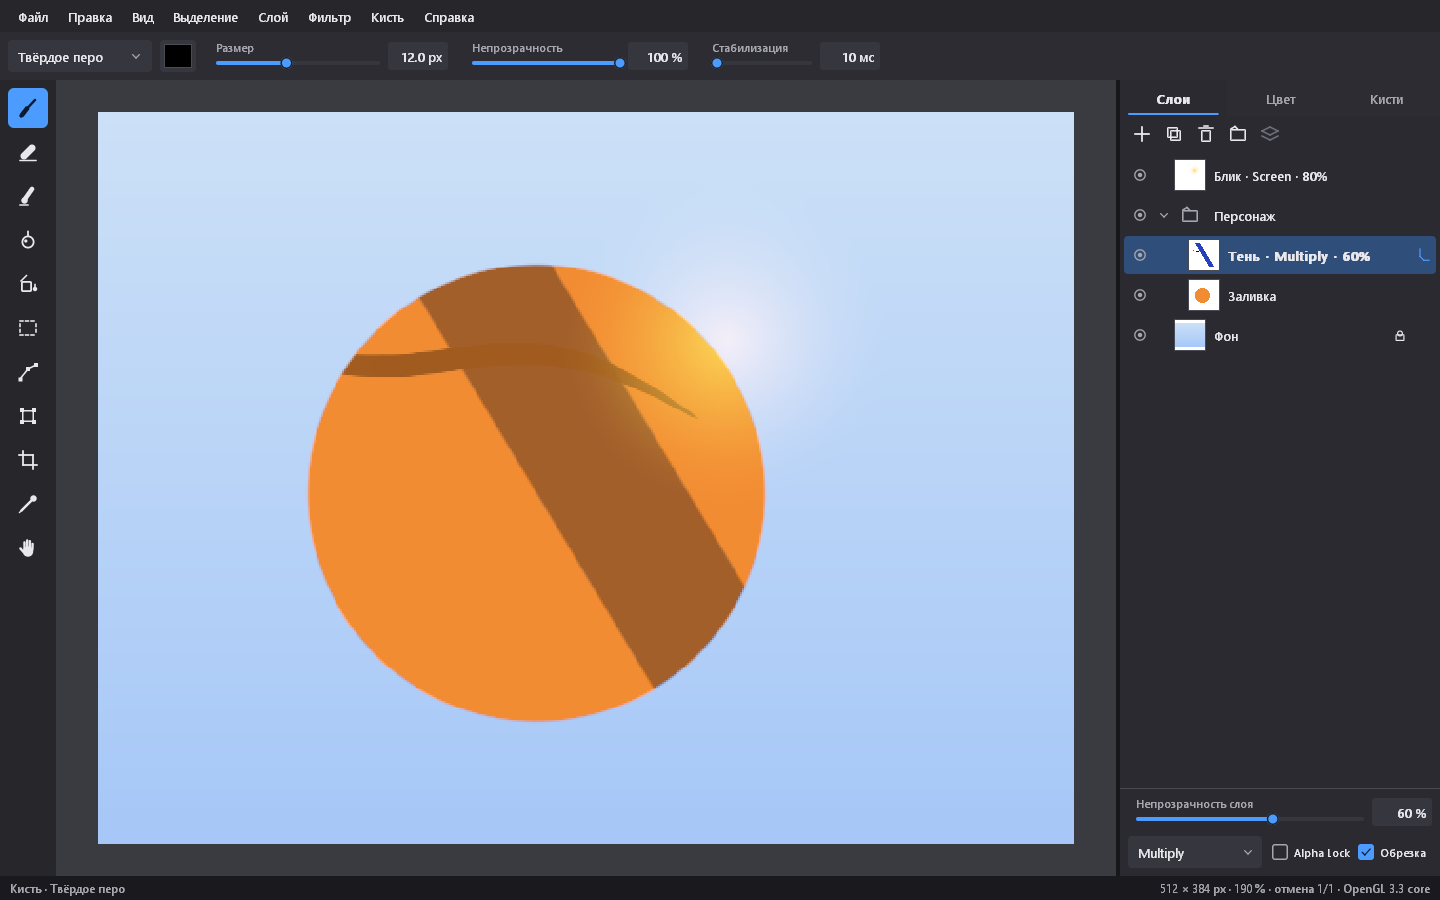 Файл Правка Вид Выделение Слой Фильтр Кисть Справка
Твёрдое перо
Размер
12.0 px
Непрозрачность
100 %
Стабилизация
10 мс
Слои Цвет Кисти
Блик · Screen · 80%
Персонаж
Тень · Multiply · 60%
Заливка
Фон
Непрозрачность слоя
60 %
Multiply
Alpha Lock
Обрезка
Кисть · Твёрдое перо
512 × 384 px · 190 % · отмена 1/1 · OpenGL 3.3 core